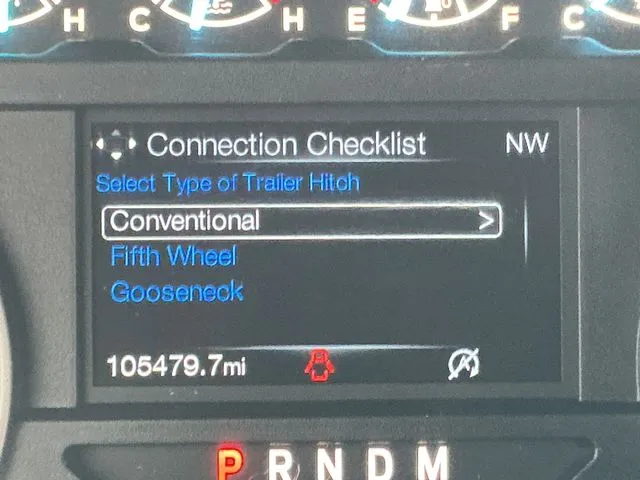 H C H E F C
Connection Checklist NW
Select Type of Trailer Hitch
Conventional >
Fifth Wheel
Gooseneck
105479.7mi
P R N D M